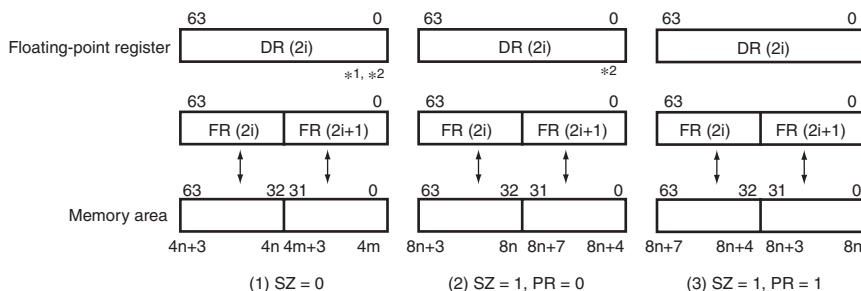 63 0 63 0 63 0
Floating-point register DR (2i) DR (2i) DR (2i)
*1, *2 *2
63 0 63 0 63 0
FR (2i) FR (2i+1) FR (2i) FR (2i+1) FR (2i) FR (2i+1)
63 32 31 0 63 32 31 0 63 32 31 0
Memory area
4n+3 4n 4m+3 4m 8n+3 8n 8n+7 8n+4 8n+7 8n+4 8n+3 8n
(1) SZ = 0 (2) SZ = 1, PR = 0 (3) SZ = 1, PR = 1